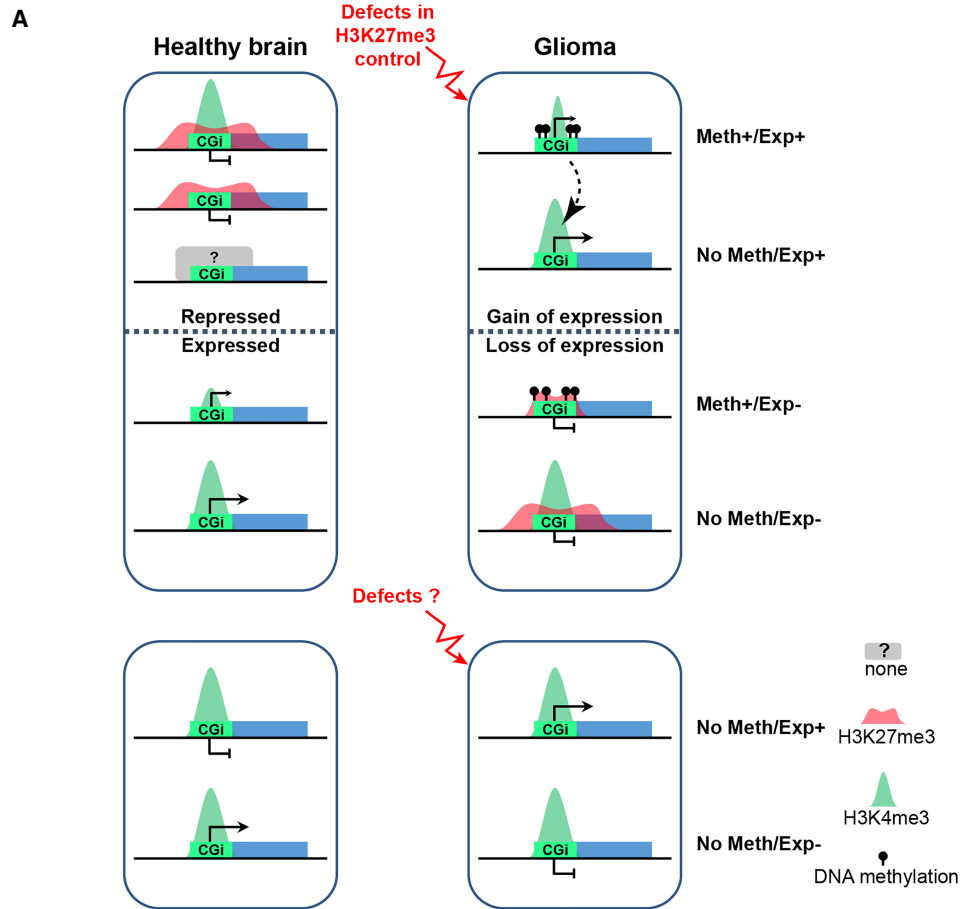 A
Defects in
H3K27me3
control
Healthy brain
Glioma
CGi
CGi
?
CGi
Repressed
Expressed
CGi
CGi
CGi
Meth+/Exp+
CGi
No Meth/Exp+
Gain of expression
Loss of expression
CGi
Meth+/Exp-
CGi
No Meth/Exp-
Defects ?
CGi
CGi
CGi
No Meth/Exp+
CGi
No Meth/Exp-
?
none
H3K27me3
H3K4me3
DNA methylation